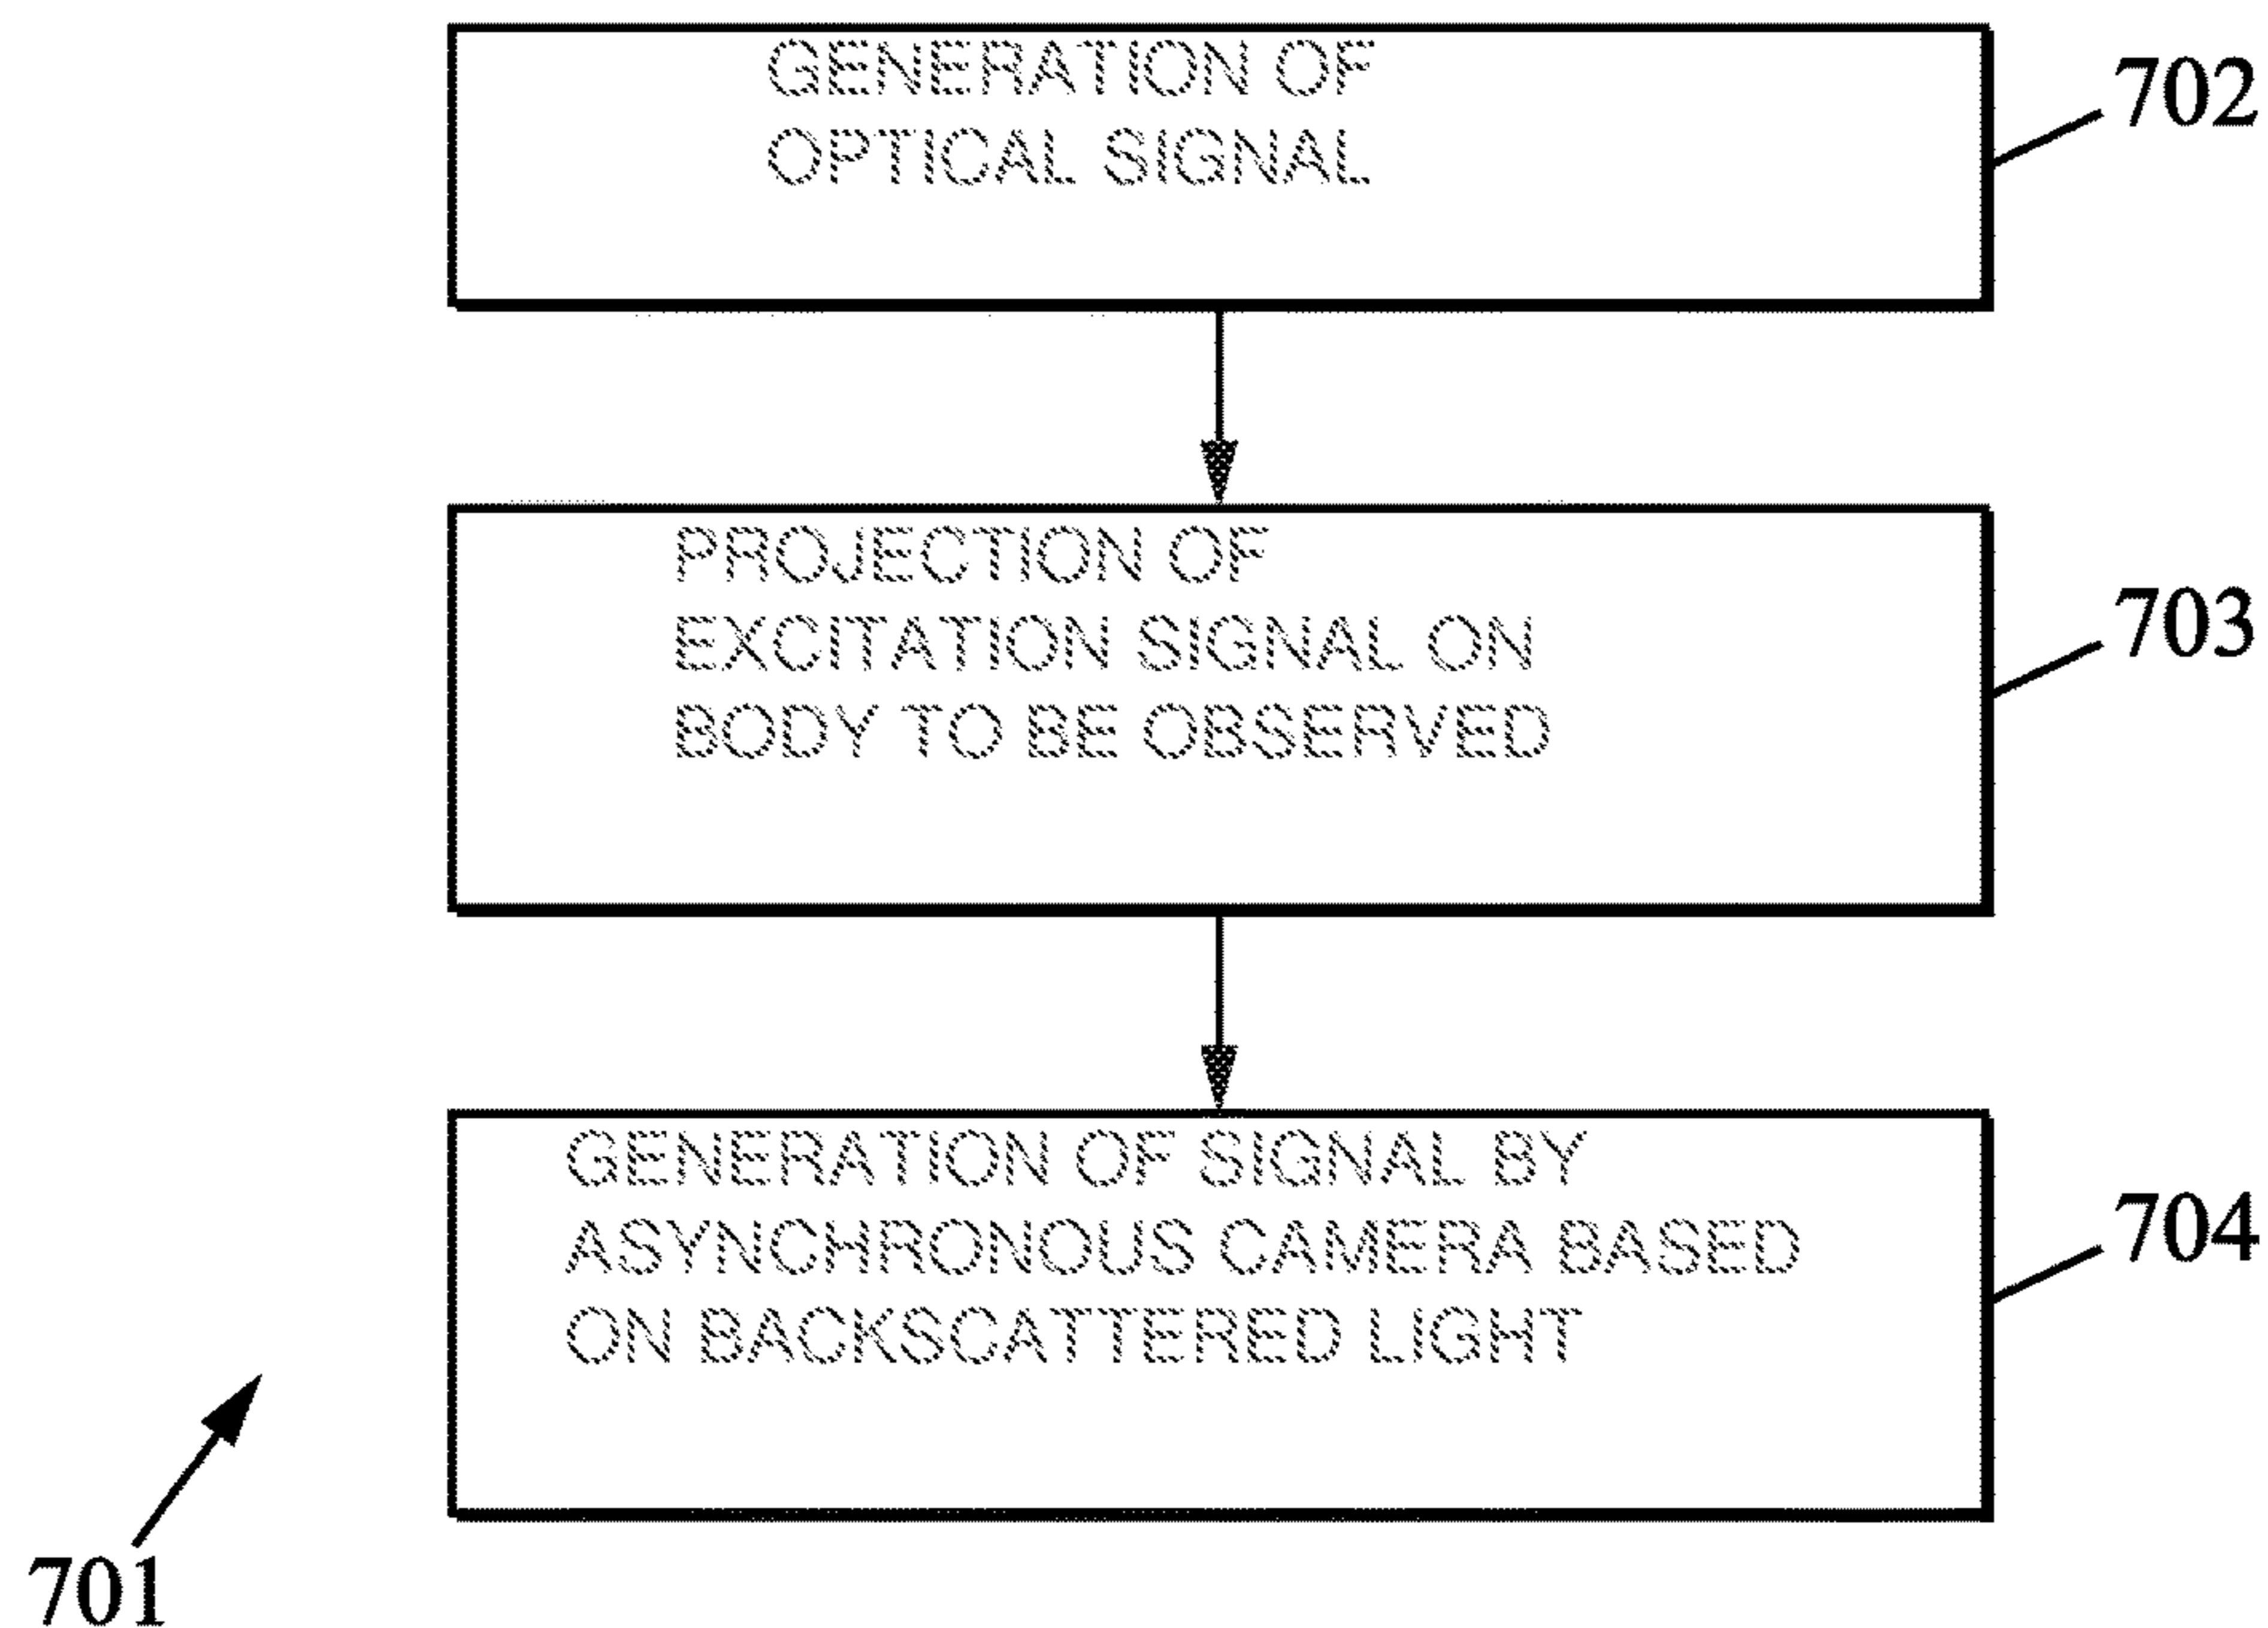 GENERATION OF
OPTICAL SIGNAL
702
PROJECTION OF
EXCITATION SIGNAL ON
BODY TO BE OBSERVED
703
GENERATION OF SIGNAL BY
ASYNCHRONOUS CAMERA BASED
ON BACKSCATTERED LIGHT
704
701